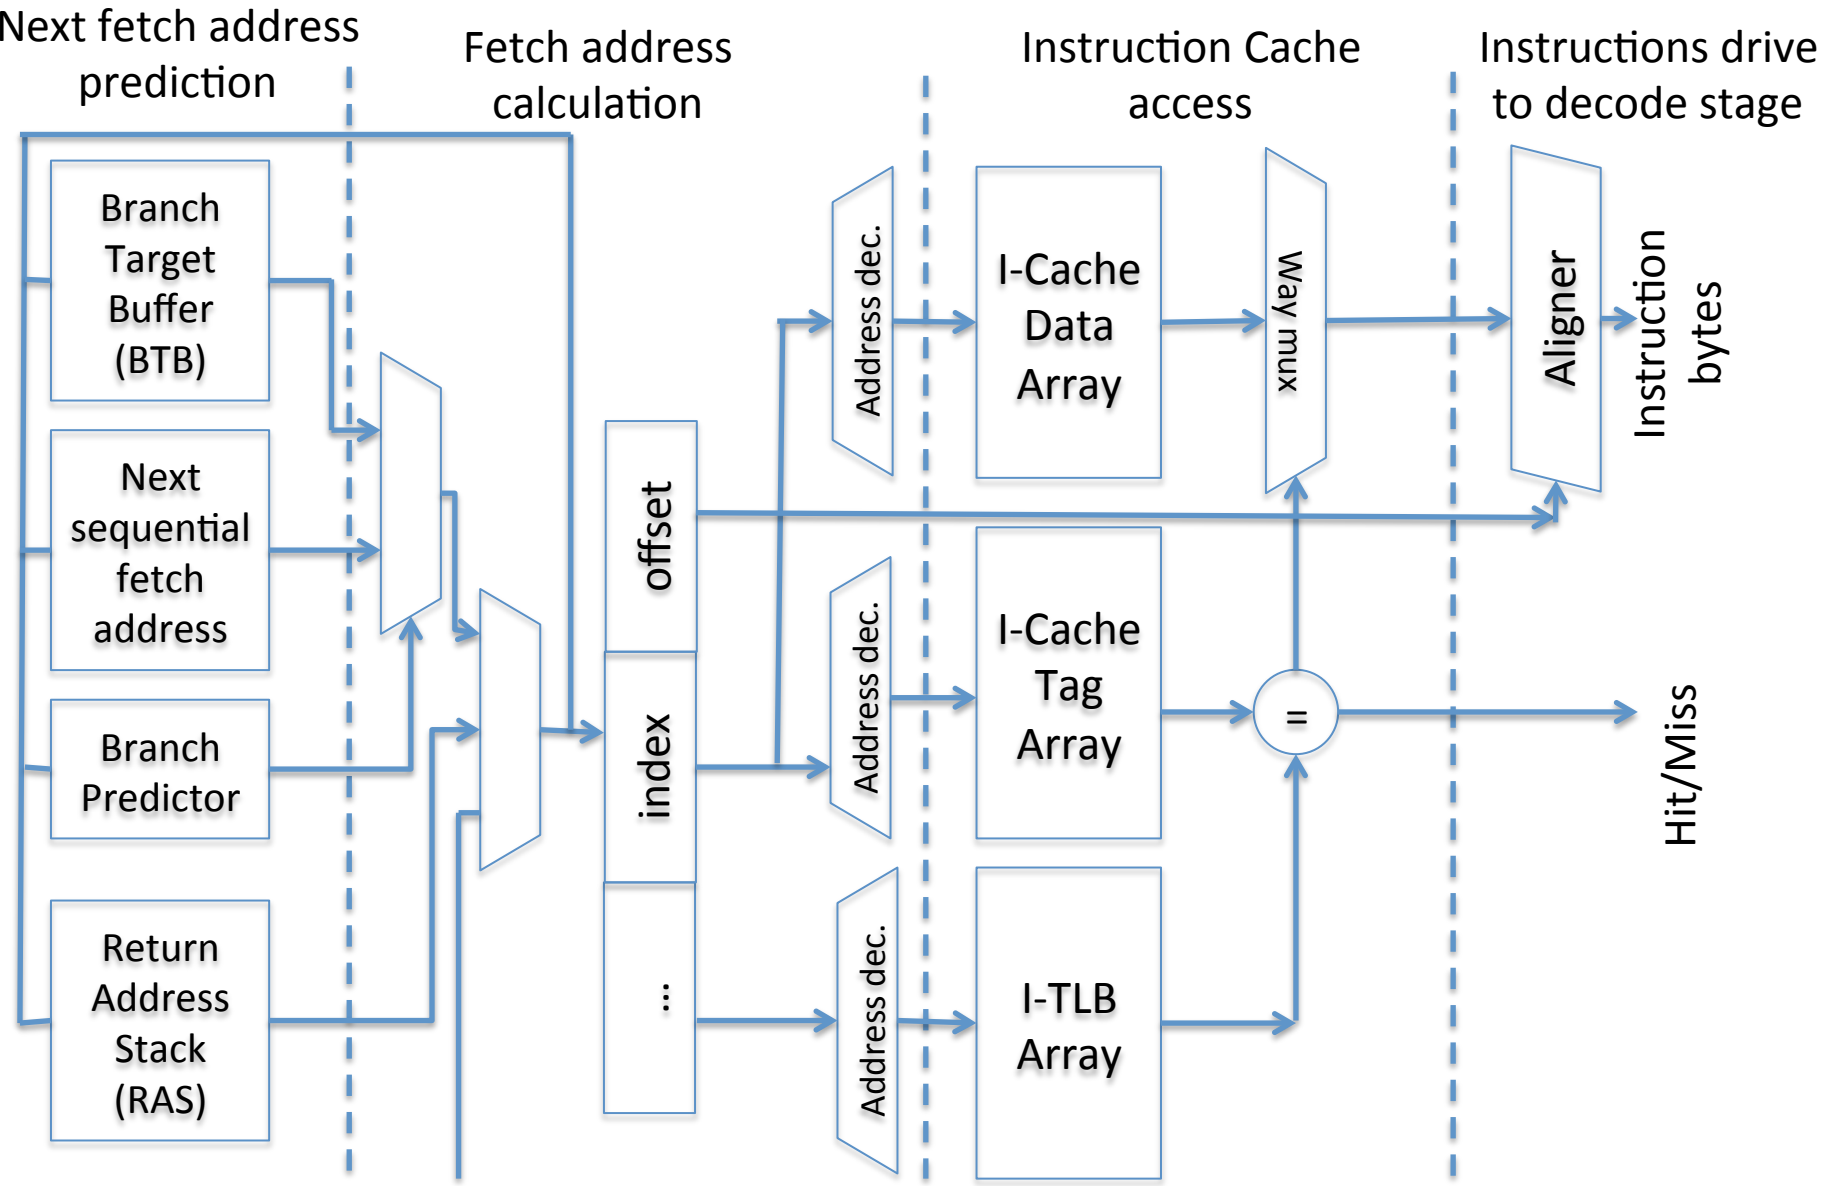 Next fetch address
prediction
Fetch address
calculation
Instruction Cache
access
Instructions drive
to decode stage
Branch
Target
Buffer
(BTB)
Next
sequential
fetch
address
Branch
Predictor
Return
Address
Stack
(RAS)
offset
index
...
Address dec.
Address dec.
Address dec.
I-Cache
Data
Array
I-Cache
Tag
Array
I-TLB
Array
Way mux
=
Aligner
Instruction
bytes
Hit/Miss